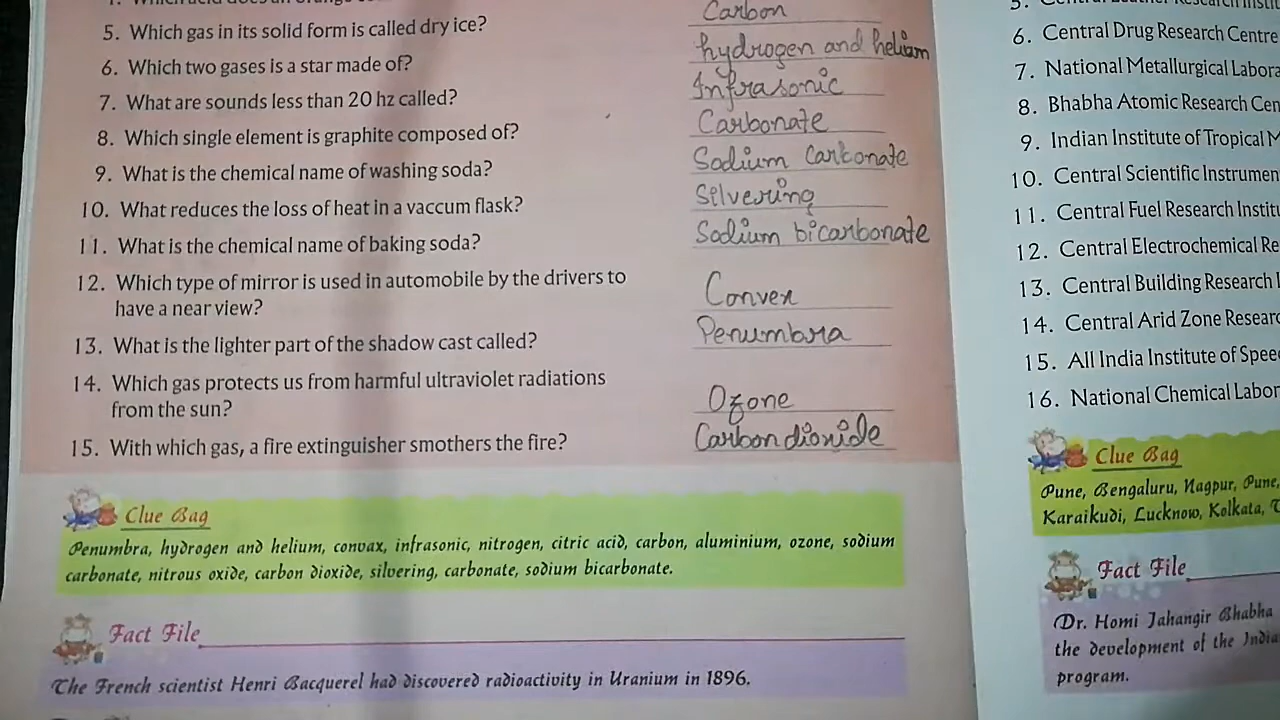 5. Which gas in its solid form is called dry ice? Carbon
6. Which two gases is a star made of? hydrogen and helium
7. What are sounds less than 20 hz called? Infrasonic
8. Which single element is graphite composed of? Carbonate
9. What is the chemical name of washing soda? Sodium Carbonate
10. What reduces the loss of heat in a vaccum flask? Silvering
11. What is the chemical name of baking soda? Sodium bicarbonate
12. Which type of mirror is used in automobile by the drivers to
have a near view? Convex
13. What is the lighter part of the shadow cast called? Penumbra
14. Which gas protects us from harmful ultraviolet radiations
from the sun? Ozone
15. With which gas, a fire extinguisher smothers the fire? Carbondioxide
Clue Bag
Penumbra, hydrogen and helium, convax, infrasonic, nitrogen, citric acid, carbon, aluminium, ozone, sodium
carbonate, nitrous oxide, carbon dioxide, silvering, carbonate, sodium bicarbonate.
Fact File
The French scientist Henri Bacquerel had discovered radioactivity in Uranium in 1896.
6. Central Drug Research Centre
7. National Metallurgical
8. Bhabha Atomic Research
9. Indian Institute of Tropical
10. Central Scientific
11. Central Fuel Research
12. Central Electrochemical
13. Central Building Research
14. Central Arid Zone
15. All India Institute of
16. National Chemical
Clue Bag
Pune, Bengaluru, Nagpur, Pune,
Karaikudi, Lucknow, Kolkata,
Fact File
Dr. Homi Jahangir Bhabha
the development of the
program.